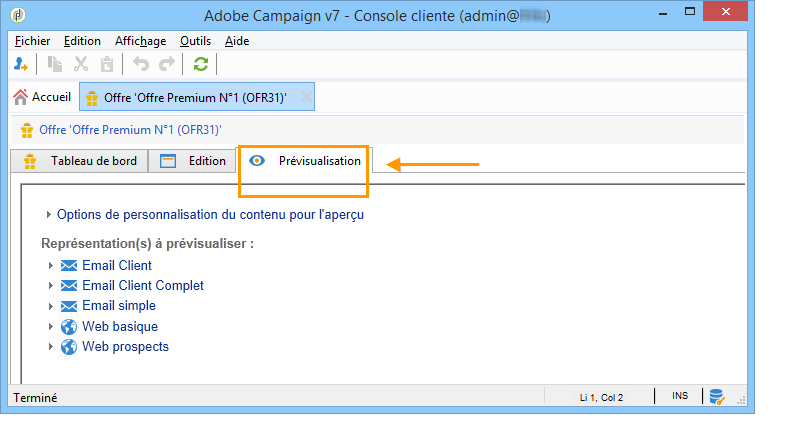 Adobe Campaign v7 - Console cliente (admin@
Fichier Edition Affichage Outils Aide
Accueil Offre 'Offre Premium N°1 (OFR31)'
Offre 'Offre Premium N°1 (OFR31)'
Tableau de bord Edition Prévisualisation
Options de personnalisation du contenu pour l'aperçu
Représentation(s) à prévisualiser :
Email Client
Email Client Complet
Email simple
Web basique
Web prospects
Terminé Li 1, Col 2 INS